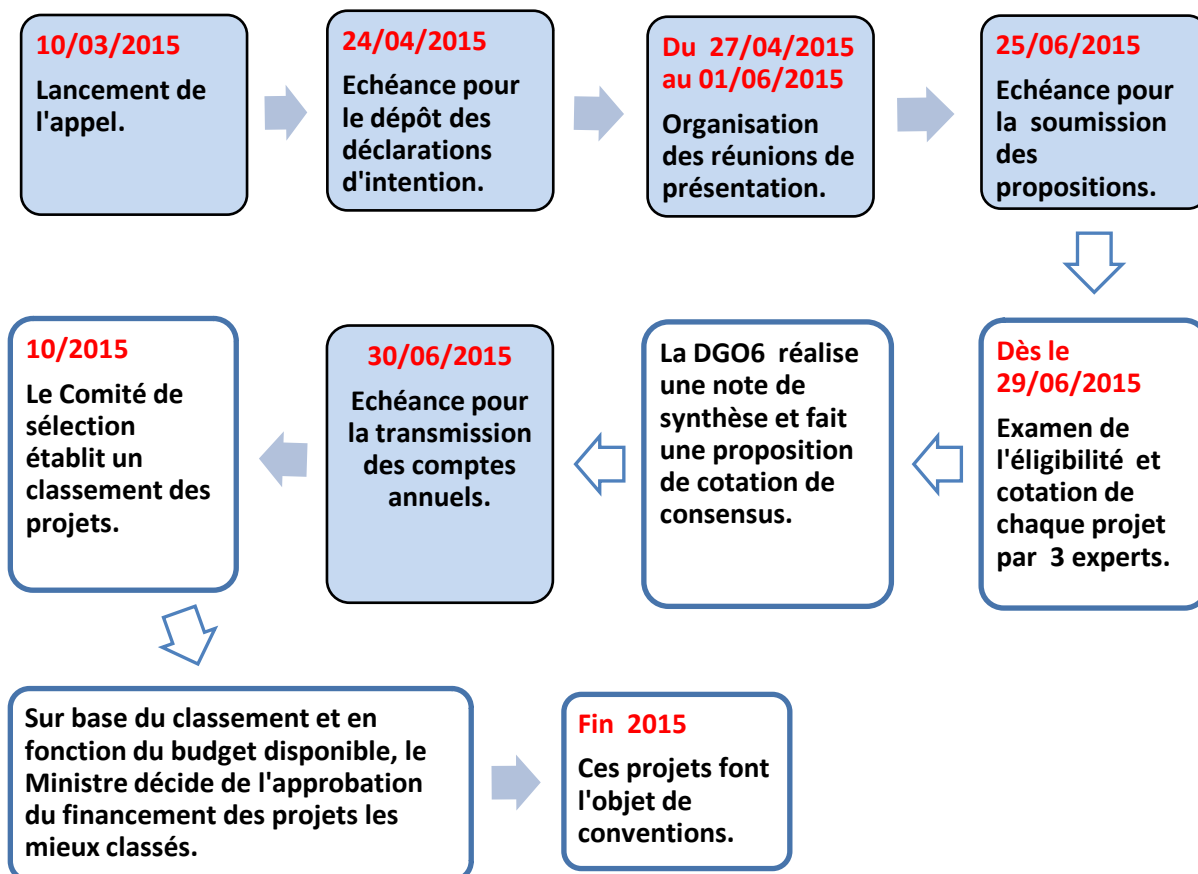 10/03/2015
Lancement de
l'appel.
24/04/2015
Echéance pour
le dépôt des
déclarations
d'intention.
Du 27/04/2015
au 01/06/2015
Organisation
des réunions de
présentation.
25/06/2015
Echéance pour
la soumission
des
propositions.
Dès le
29/06/2015
Examen de
l'éligibilité et
cotation de
chaque projet
par 3 experts.
La DGO6 réalise
une note de
synthèse et fait
une proposition
de cotation de
consensus.
30/06/2015
Echéance pour
la transmission
des comptes
annuels.
10/2015
Le Comité de
sélection
établit un
classement des
projets.
Sur base du classement et en
fonction du budget disponible, le
Ministre décide de l'approbation
du financement des projets les
mieux classés.
Fin 2015
Ces projets font
l'objet de
conventions.